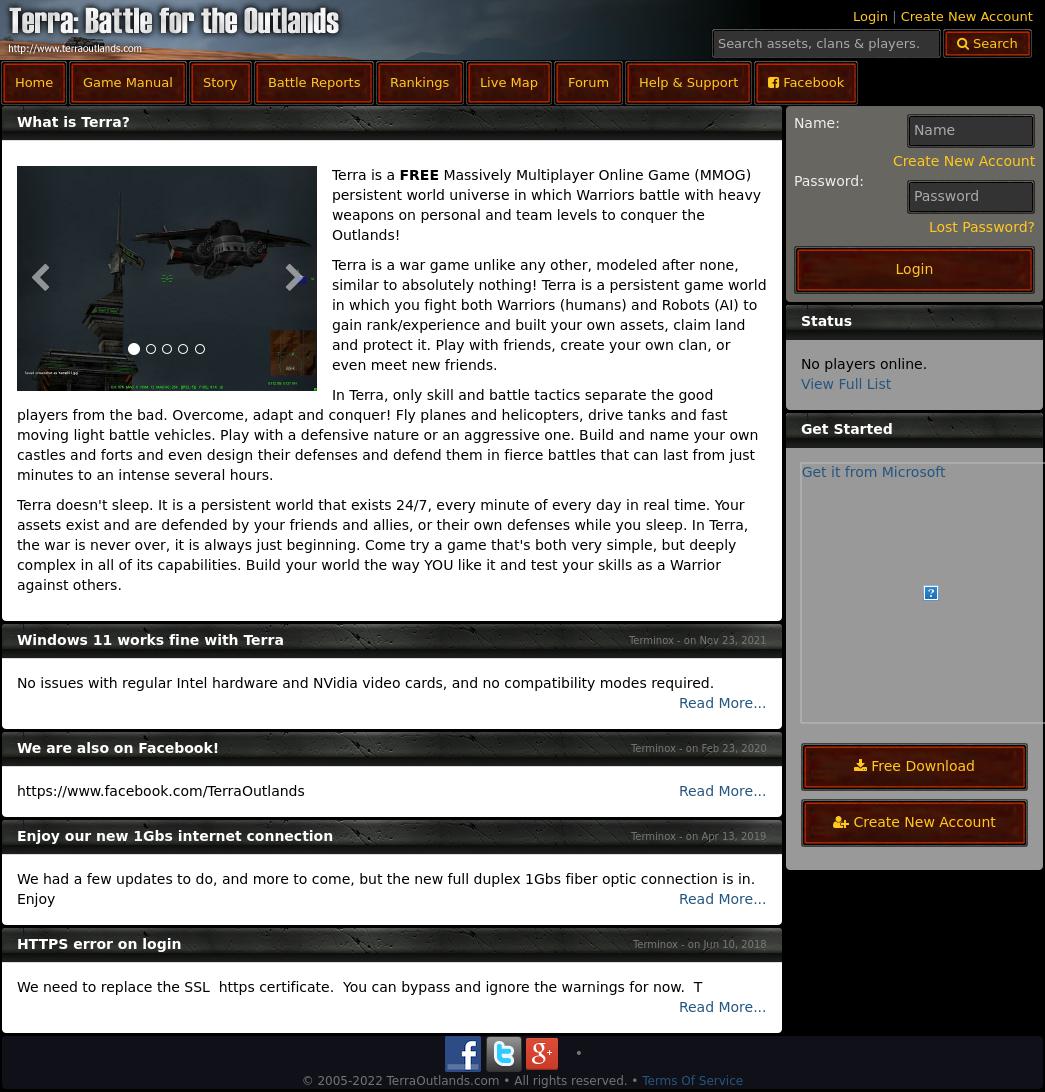 Terra: Battle for the Outlands
http://www.terraoutlands.com
Login | Create New Account
Search assets, clans & players.
Search
Home
Game Manual
Story
Battle Reports
Rankings
Live Map
Forum
Help & Support
Facebook
What is Terra?
Terra is a FREE Massively Multiplayer Online Game (MMOG)
persistent world universe in which Warriors battle with heavy
weapons on personal and team levels to conquer the
Outlands!
Terra is a war game unlike any other, modeled after none,
similar to absolutely nothing! Terra is a persistent game world
in which you fight both Warriors (humans) and Robots (AI) to
gain rank/experience and built your own assets, claim land
and protect it. Play with friends, create your own clan, or
even meet new friends.
In Terra, only skill and battle tactics separate the good
players from the bad. Overcome, adapt and conquer! Fly planes and helicopters, drive tanks and fast
moving light battle vehicles. Play with a defensive nature or an aggressive one. Build and name your own
castles and forts and even design their defenses and defend them in fierce battles that can last from just
minutes to an intense several hours.
Terra doesn't sleep. It is a persistent world that exists 24/7, every minute of every day in real time. Your
assets exist and are defended by your friends and allies, or their own defenses while you sleep. In Terra,
the war is never over, it is always just beginning. Come try a game that's both very simple, but deeply
complex in all of its capabilities. Build your world the way YOU like it and test your skills as a Warrior
against others.
Windows 11 works fine with Terra
Terminox - on Nov 23, 2021
No issues with regular Intel hardware and NVidia video cards, and no compatibility modes required.
Read More...
We are also on Facebook!
Terminox - on Feb 23, 2020
https://www.facebook.com/TerraOutlands
Read More...
Enjoy our new 1Gbs internet connection
Terminox - on Apr 13, 2019
We had a few updates to do, and more to come, but the new full duplex 1Gbs fiber optic connection is in.
Enjoy
Read More...
HTTPS error on login
Terminox - on Jun 10, 2018
We need to replace the SSL  https certificate.  You can bypass and ignore the warnings for now.  T
Read More...
Name:
Name
Create New Account
Password:
Password
Lost Password?
Login
Status
No players online.
View Full List
Get Started
Get it from Microsoft
Free Download
Create New Account
© 2005-2022 TerraOutlands.com • All rights reserved. • Terms Of Service